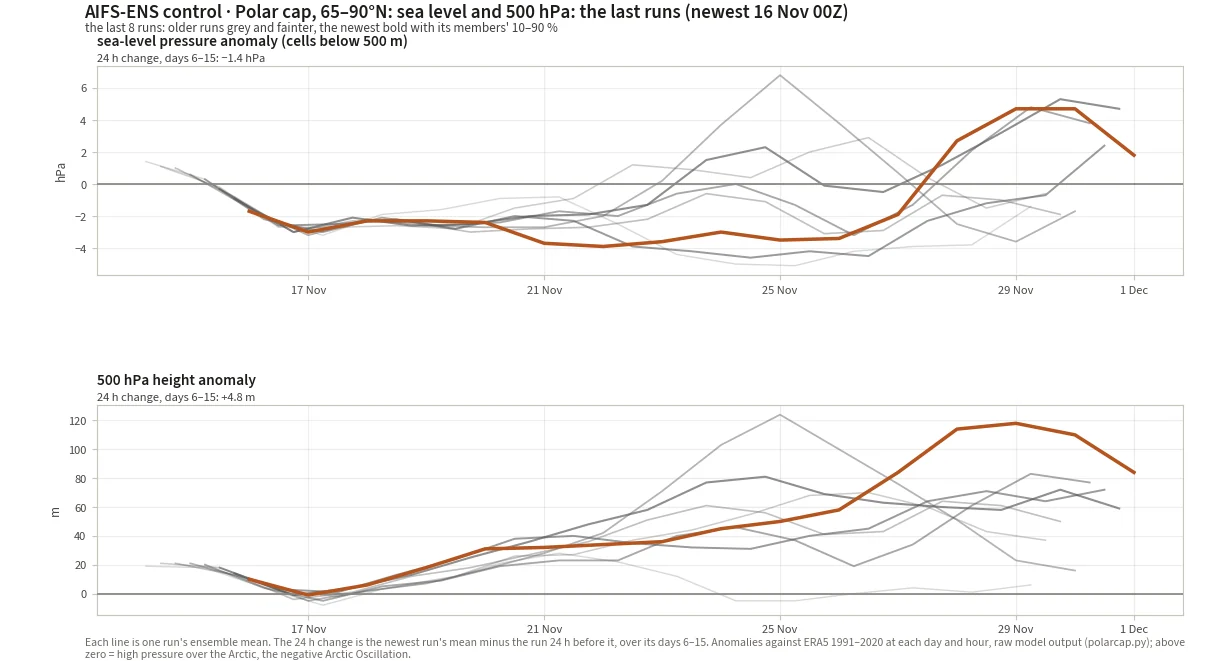 AIFS-ENS control · Polar cap, 65–90°N: sea level and 500 hPa: the last runs (newest 16 Nov 00Z)
the last 8 runs: older runs grey and fainter, the newest bold with its members' 10–90 %
sea-level pressure anomaly (cells below 500 m)
24 h change, days 6–15: −1.4 hPa
6
4
2
0
−2
−4
hPa
17 Nov
21 Nov
25 Nov
29 Nov
1 Dec
500 hPa height anomaly
24 h change, days 6–15: +4.8 m
120
100
80
60
40
20
0
m
17 Nov
21 Nov
25 Nov
29 Nov
1 Dec
Each line is one run's ensemble mean. The 24 h change is the newest run's mean minus the run 24 h before it, over its days 6–15. Anomalies against ERA5 1991–2020 at each day and hour, raw model output (polarcap.py); above
zero = high pressure over the Arctic, the negative Arctic Oscillation.